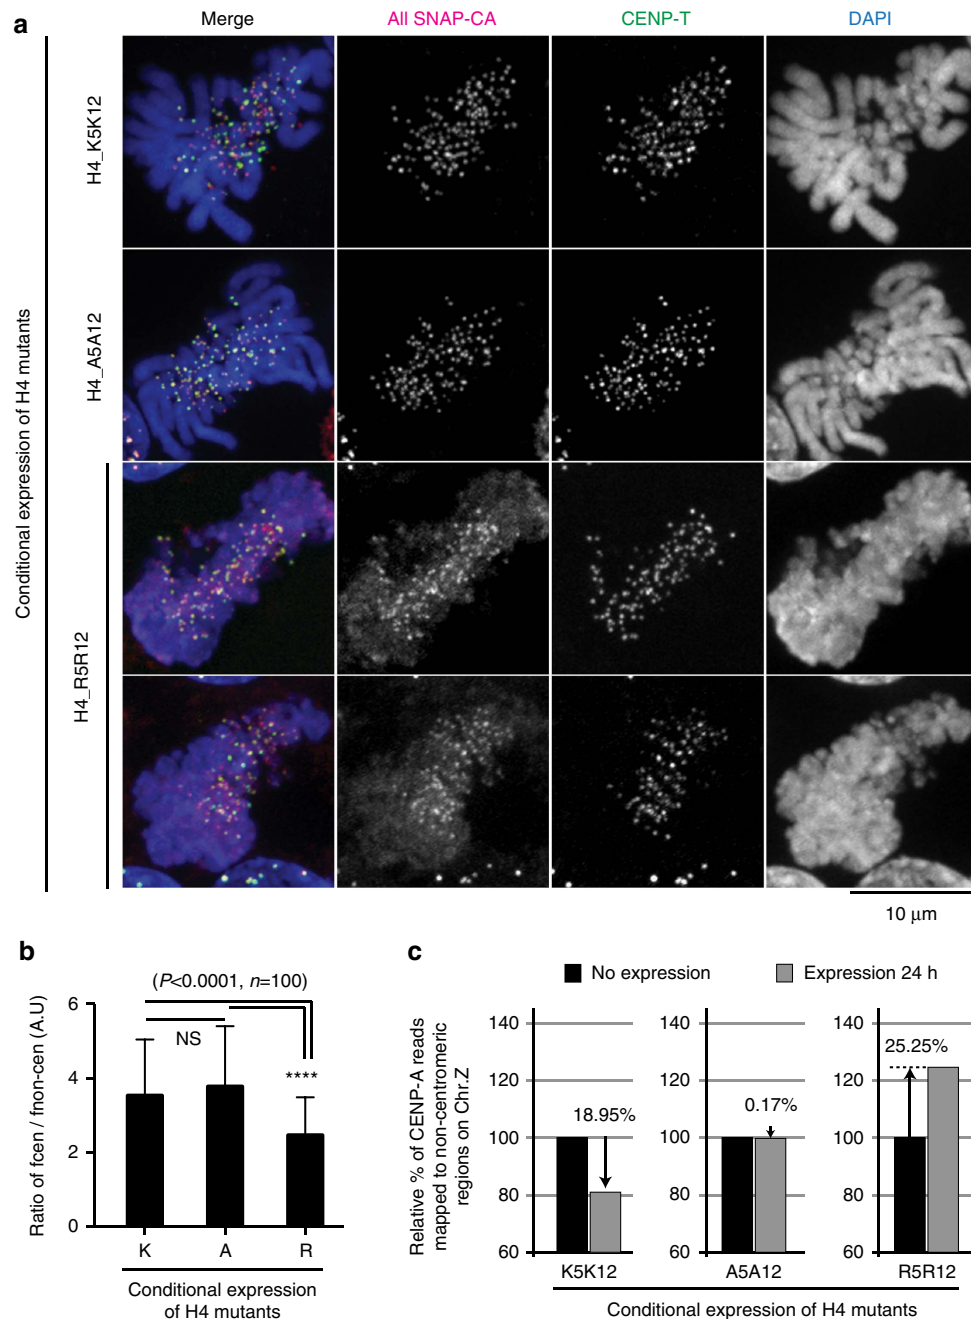 a
Merge
All SNAP-CA
CENP-T
DAPI
Conditional expression of H4 mutants
H4_K5K12
H4_A5A12
H4_R5R12
10 µm
b
(P<0.0001, n=100)
Ratio of fcen / fnon-cen (A.U)
6
4
2
0
NS
****
K
A
R
Conditional expression
of H4 mutants
c
No expression
Expression 24 h
Relative % of CENP-A reads
mapped to non-centromeric
regions on Chr.Z
140
120
100
80
60
18.95%
K5K12
140
120
100
80
60
0.17%
A5A12
140
120
100
80
60
25.25%
R5R12
Conditional expression of H4 mutants